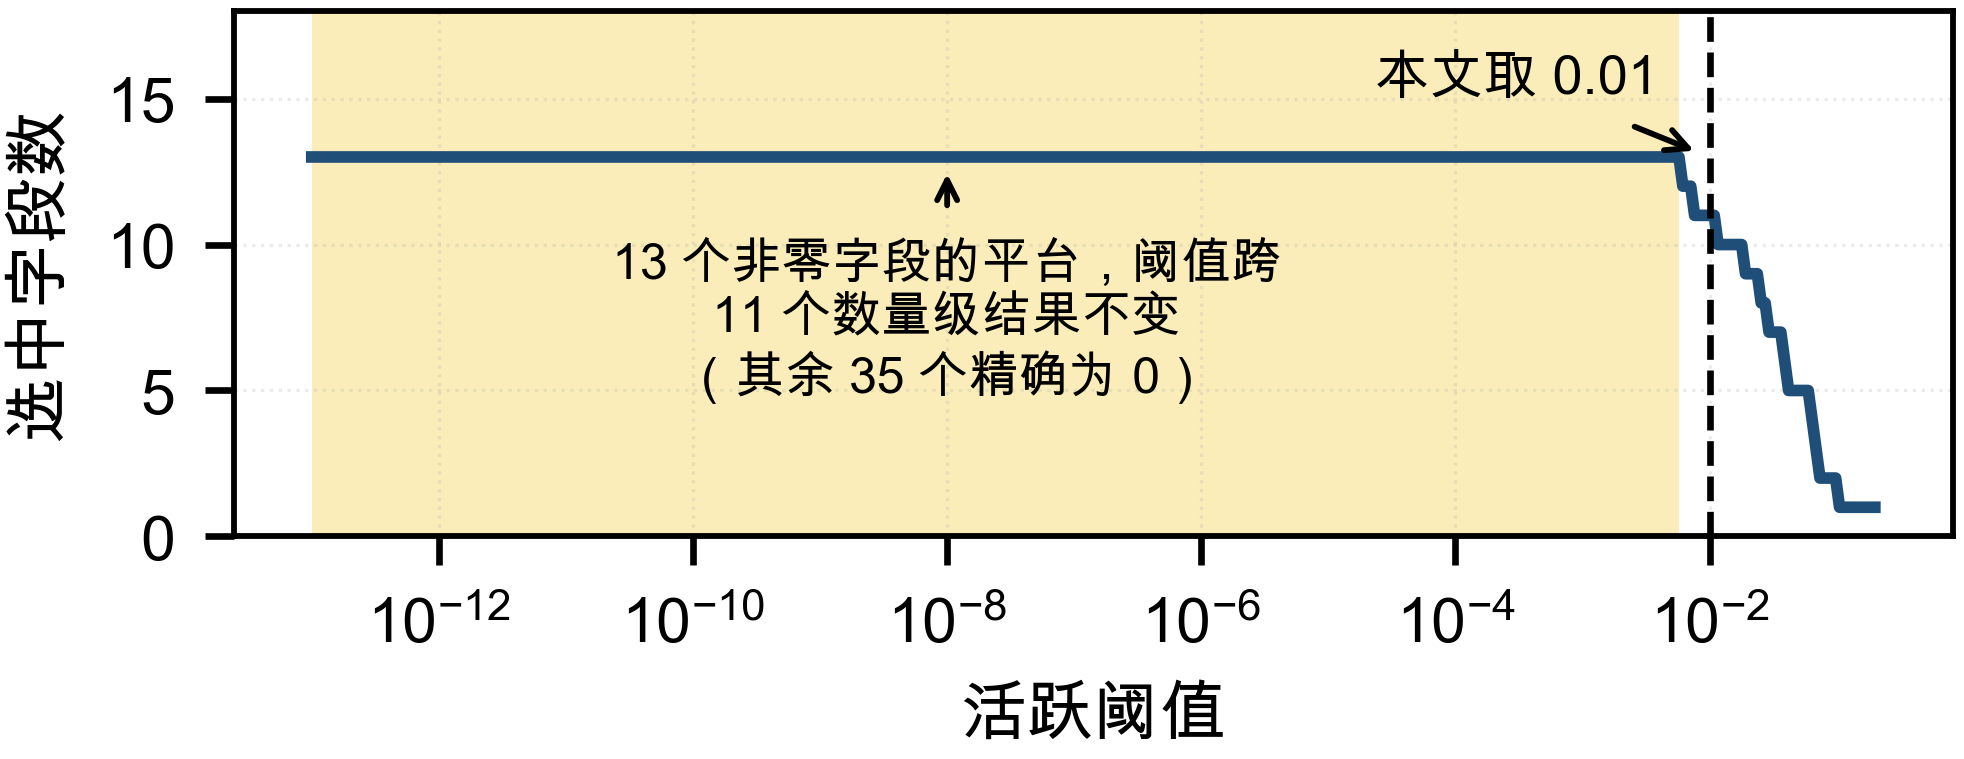 选中字段数
15
10
5
0
本文取 0.01
13 个非零字段的平台，阈值跨
11 个数量级结果不变
（其余 35 个精确为 0）
10⁻¹² 10⁻¹⁰ 10⁻⁸ 10⁻⁶ 10⁻⁴ 10⁻²
活跃阈值